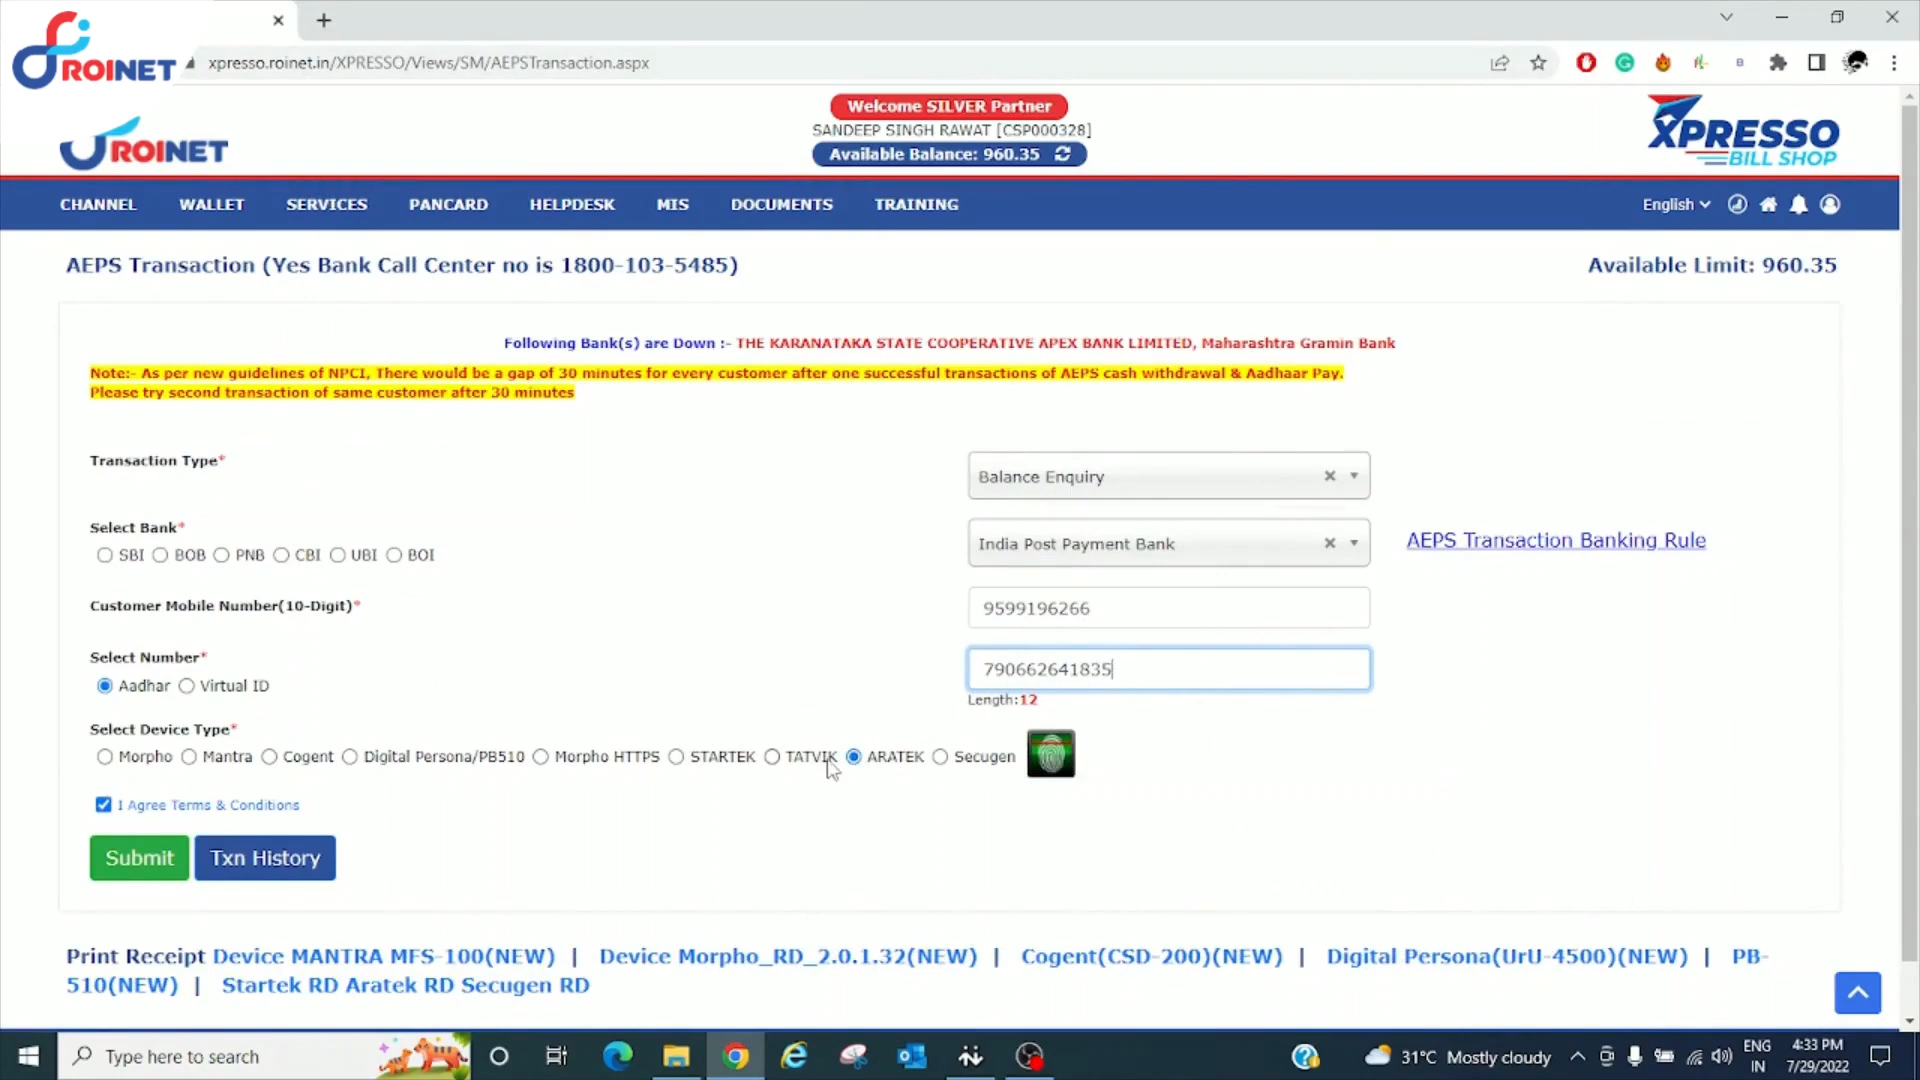 ROINET
xpresso.roinet.in/XPRESSO/Views/SM/AEPSTransaction.aspx
Welcome SILVER Partner
SANDEEP SINGH RAWAT [CSP000328]
Available Balance: 960.35
ROINET
XPRESSO
BILL SHOP
CHANNEL WALLET SERVICES PANCARD HELPDESK MIS DOCUMENTS TRAINING English
AEPS Transaction (Yes Bank Call Center no is 1800-103-5485) Available Limit: 960.35
Following Bank(s) are Down :- THE KARANATAKA STATE COOPERATIVE APEX BANK LIMITED, Maharashtra Gramin Bank
Note:- As per new guidelines of NPCI, There would be a gap of 30 minutes for every customer after one successful transactions of AEPS cash withdrawal & Aadhaar Pay.
Please try second transaction of same customer after 30 minutes
Transaction Type*
Balance Enquiry
Select Bank*
SBI BOB PNB CBI UBI BOI
India Post Payment Bank
AEPS Transaction Banking Rule
Customer Mobile Number(10-Digit)*
9599196266
Select Number*
Aadhar Virtual ID
790662641835
Length:12
Select Device Type*
Morpho Mantra Cogent Digital Persona/PB510 Morpho HTTPS STARTEK TATVIK ARATEK Secugen
I Agree Terms & Conditions
Submit Txn History
Print Receipt Device MANTRA MFS-100(NEW) | Device Morpho_RD_2.0.1.32(NEW) | Cogent(CSD-200)(NEW) | Digital Persona(UrU-4500)(NEW) | PB-
510(NEW) | Startek RD Aratek RD Secugen RD
Type here to search
31°C Mostly cloudy
ENG
IN
4:33 PM
7/29/2022